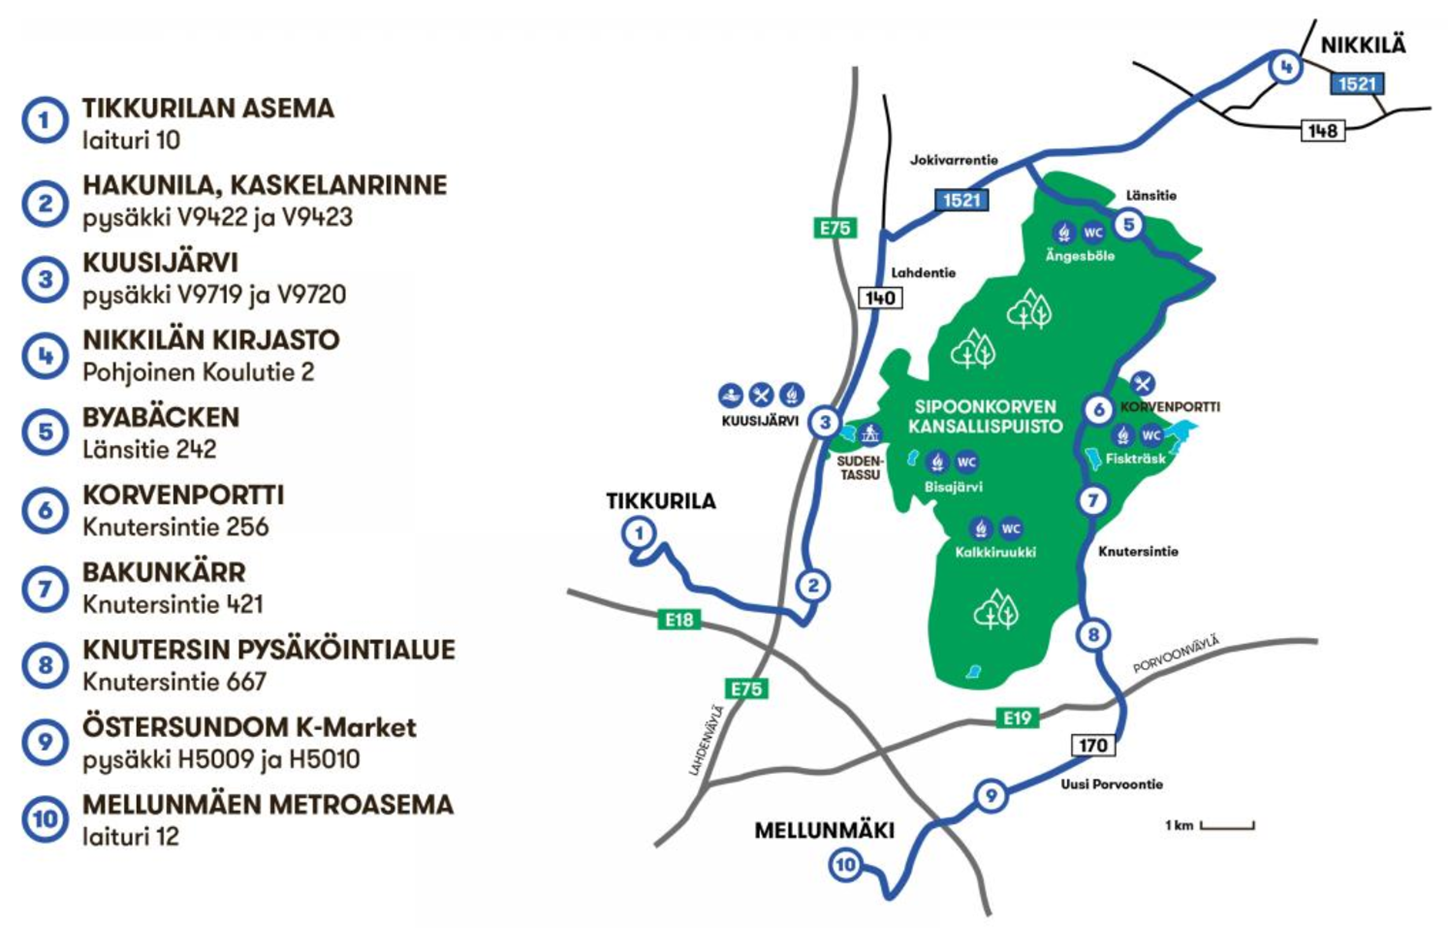 1
TIKKURILAN ASEMA
laituri 10
2
HAKUNILA, KASKELANRINNE
pysäkki V9422 ja V9423
3
KUUSIJÄRVI
pysäkki V9719 ja V9720
4
NIKKILÄN KIRJASTO
Pohjoinen Koulutie 2
5
BYABÄCKEN
Länsitie 242
6
KORVENPORTTI
Knutersintie 256
7
BAKUNKÄRR
Knutersintie 421
8
KNUTERSIN PYSÄKÖINTIALUE
Knutersintie 667
9
ÖSTERSUNDOM K-Market
pysäkki H5009 ja H5010
10
MELLUNMÄEN METROASEMA
laituri 12
NIKKILÄ
4
1521
148
Jokivarrentie
1521
Länsitie
5
E75
WC
Ängesböle
Lahdentie
140
KUUSIJÄRVI
3
SIPOONKORVEN
KANSALLISPUISTO
6
KORVENPORTTI
WC
Fiskträsk
SUDEN-
TASSU
WC
Bisajärvi
TIKKURILA
1
7
WC
Kalkkiruukki
Knutersintie
2
E18
8
PORVOONVÄYLÄ
E75
LAHDENVÄYLÄ
E19
170
Uusi Porvoontie
9
MELLUNMÄKI
10
1 km